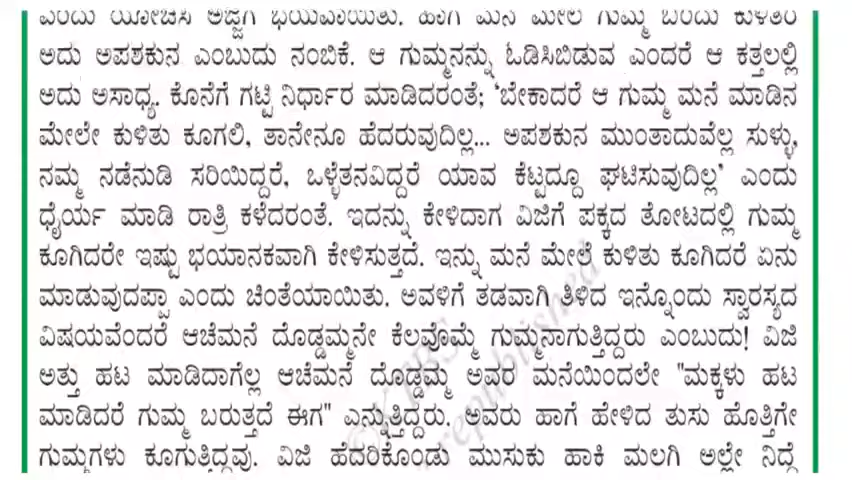 ಎಂದು ಯೋಚಿಸಿ ಅಜ್ಜಿಗೆ ಭಯವಾಯಿತು. ಹಾಗೆ ಮನೆ ಮೇಲೆ ಗುಮ್ಮ ಬಂದು ಕುಳಿತರೆ
ಅದು ಅಪಶಕುನ ಎಂಬುದು ನಂಬಿಕೆ. ಆ ಗುಮ್ಮನನ್ನು ಓಡಿಸಿಬಿಡುವ ಎಂದರೆ ಆ ಕತ್ತಲಲ್ಲಿ
ಅದು ಅಸಾಧ್ಯ. ಕೊನೆಗೆ ಗಟ್ಟಿ ನಿರ್ಧಾರ ಮಾಡಿದರಂತೆ; ‘ಬೇಕಾದರೆ ಆ ಗುಮ್ಮ ಮನೆ ಮಾಡಿನ
ಮೇಲೇ ಕುಳಿತು ಕೂಗಲಿ, ತಾನೇನೂ ಹೆದರುವುದಿಲ್ಲ... ಅಪಶಕುನ ಮುಂತಾದುವೆಲ್ಲ ಸುಳ್ಳು,
ನಮ್ಮ ನಡೆನುಡಿ ಸರಿಯಿದ್ದರೆ, ಒಳ್ಳೆತನವಿದ್ದರೆ ಯಾವ ಕೆಟ್ಟದ್ದೂ ಘಟಿಸುವುದಿಲ್ಲ’ ಎಂದು
ಧೈರ್ಯ ಮಾಡಿ ರಾತ್ರಿ ಕಳೆದರಂತೆ. ಇದನ್ನು ಕೇಳಿದಾಗ ವಿಜಿಗೆ ಪಕ್ಕದ ತೋಟದಲ್ಲಿ ಗುಮ್ಮ
ಕೂಗಿದರೇ ಇಷ್ಟು ಭಯಾನಕವಾಗಿ ಕೇಳಿಸುತ್ತದೆ. ಇನ್ನು ಮನೆ ಮೇಲೆ ಕುಳಿತು ಕೂಗಿದರೆ ಏನು
ಮಾಡುವುದಪ್ಪಾ ಎಂದು ಚಿಂತೆಯಾಯಿತು. ಅವಳಿಗೆ ತಡವಾಗಿ ತಿಳಿದ ಇನ್ನೊಂದು ಸ್ವಾರಸ್ಯದ
ವಿಷಯವೆಂದರೆ ಆಚೆಮನೆ ದೊಡ್ಡಮ್ಮನೇ ಕೆಲವೊಮ್ಮೆ ಗುಮ್ಮನಾಗುತ್ತಿದ್ದರು ಎಂಬುದು! ವಿಜಿ
ಅತ್ತು ಹಟ ಮಾಡಿದಾಗೆಲ್ಲ ಆಚೆಮನೆ ದೊಡ್ಡಮ್ಮ ಅವರ ಮನೆಯಿಂದಲೇ "ಮಕ್ಕಳು ಹಟ
ಮಾಡಿದರೆ ಗುಮ್ಮ ಬರುತ್ತದೆ ಈಗ" ಎನ್ನುತ್ತಿದ್ದರು. ಅವರು ಹಾಗೆ ಹೇಳಿದ ತುಸು ಹೊತ್ತಿಗೇ
ಗುಮ್ಮಗಳು ಕೂಗುತ್ತಿದ್ದವು. ವಿಜಿ ಹೆದರಿಕೊಂಡು ಮುಸುಕು ಹಾಕಿ ಮಲಗಿ ಅಲ್ಲೇ ನಿದ್ದೆ